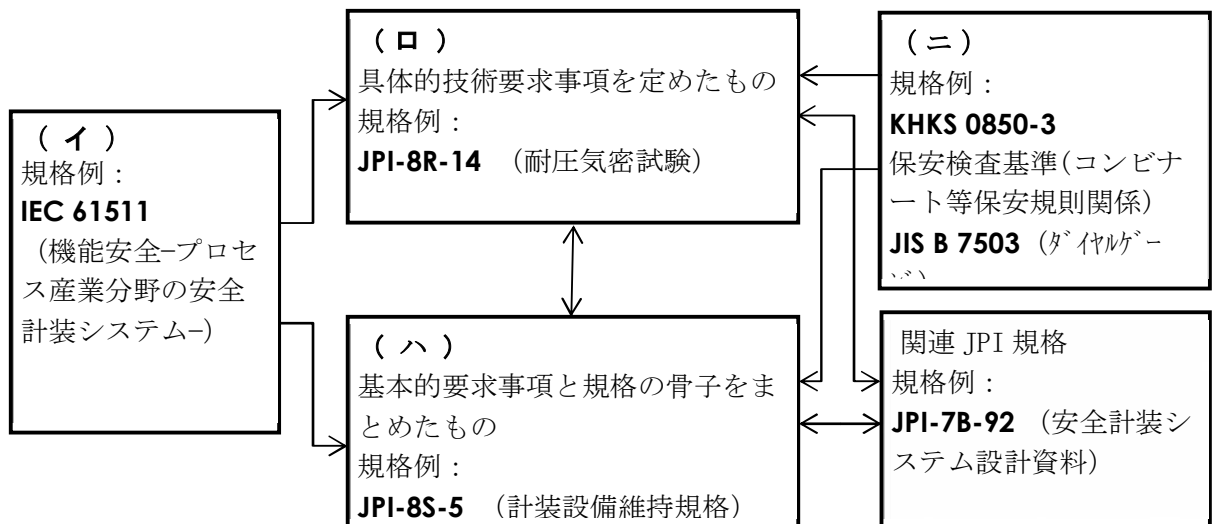 (イ)
規格例：
IEC 61511
（機能安全-プロセ
ス産業分野の安全
計装システム-）
(ロ)
具体的技術要求事項を定めたもの
規格例：
JPI-8R-14 （耐圧気密試験）
(ハ)
基本的要求事項と規格の骨子をま
とめたもの
規格例：
JPI-8S-5 （計装設備維持規格）
(ニ)
規格例：
KHKS 0850-3
保安検査基準(コンビナ
ート等保安規則関係）
JIS B 7503 （ﾀﾞｲﾔﾙｹﾞｰ
関連 JPI 規格
規格例：
JPI-7B-92 （安全計装シ
ステム設計資料）